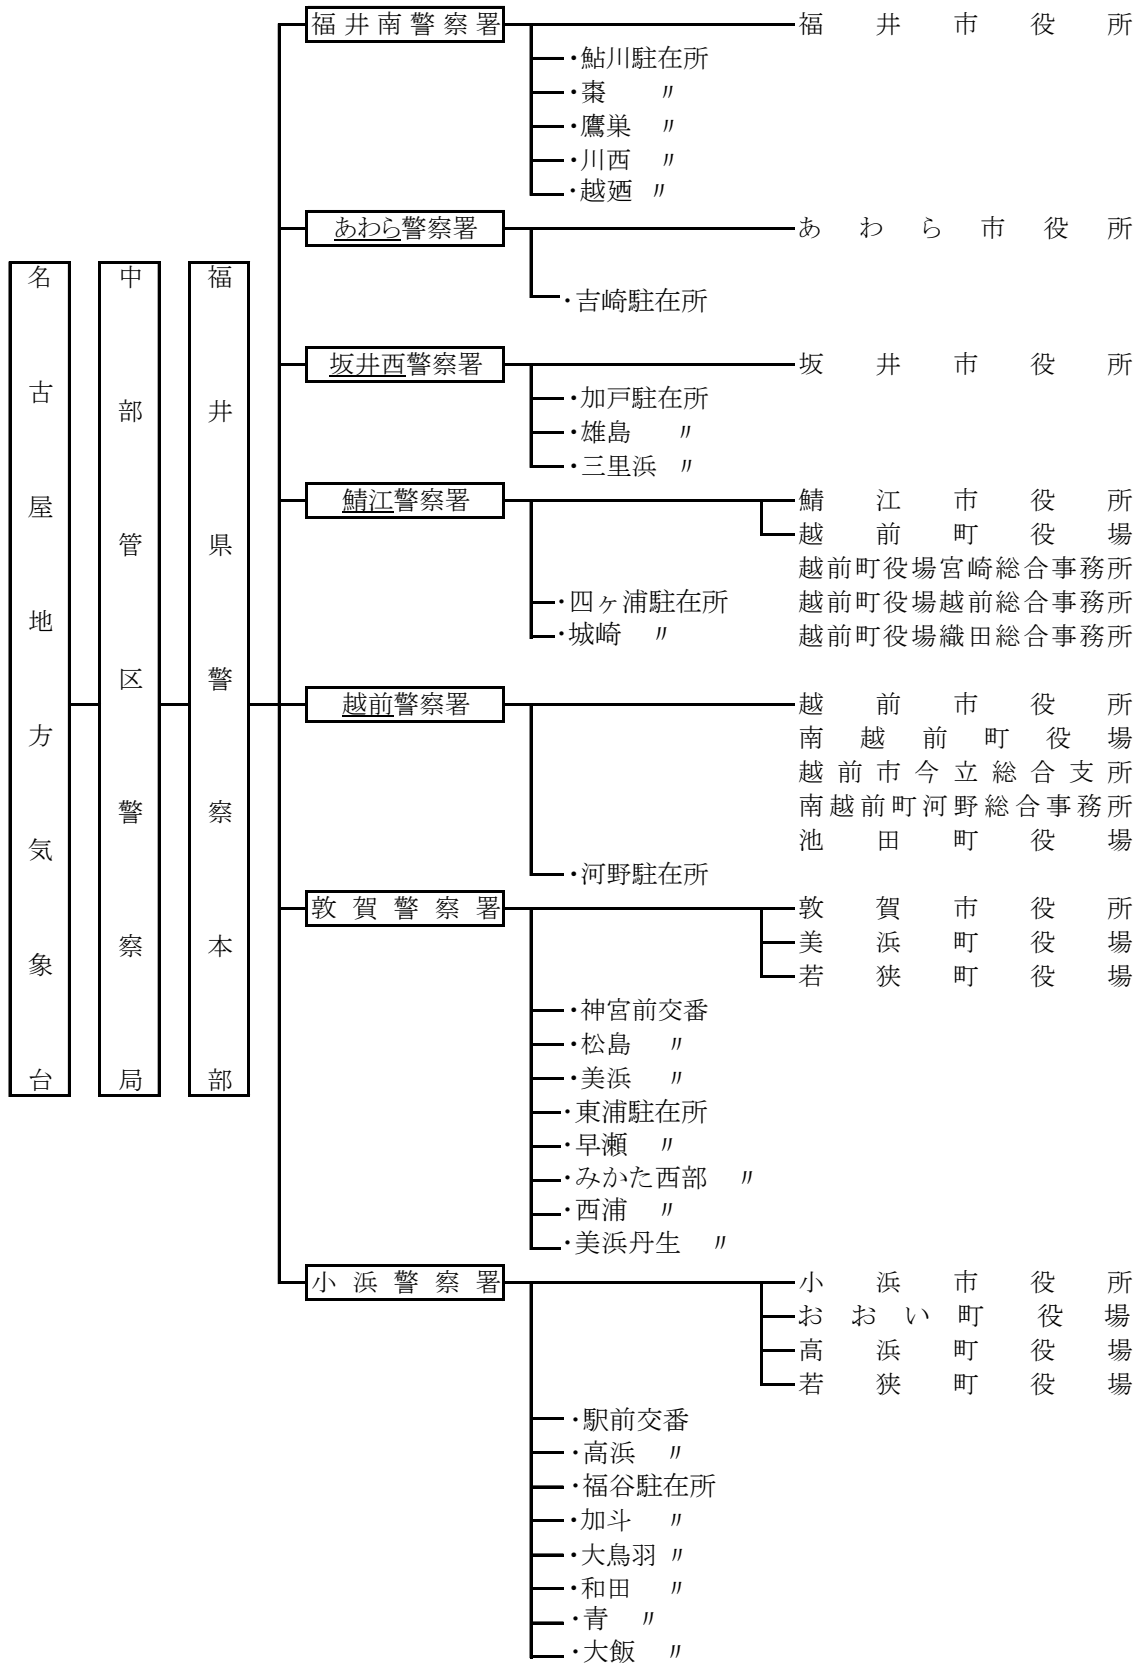 名古屋地方気象台
中部管区警察局
福井県警察本部
福井南警察署
福井市役所
・鮎川駐在所
・棗 〃
・鷹巣 〃
・川西 〃
・越廼 〃
あわら警察署
あわら市役所
・吉崎駐在所
坂井西警察署
坂井市役所
・加戸駐在所
・雄島 〃
・三里浜 〃
鯖江警察署
鯖江市役所
越前町役場
越前町役場宮崎総合事務所
・四ヶ浦駐在所
越前町役場越前総合事務所
・城崎 〃
越前町役場織田総合事務所
越前警察署
越前市役所
南越前町役場
越前市今立総合支所
南越前町河野総合事務所
池田町役場
・河野駐在所
敦賀警察署
敦賀市役所
美浜町役場
若狭町役場
・神宮前交番
・松島 〃
・美浜 〃
・東浦駐在所
・早瀬 〃
・みかた西部 〃
・西浦 〃
・美浜丹生 〃
小浜警察署
小浜市役所
おおい町役場
高浜町役場
若狭町役場
・駅前交番
・高浜 〃
・福谷駐在所
・加斗 〃
・大鳥羽 〃
・和田 〃
・青 〃
・大飯 〃